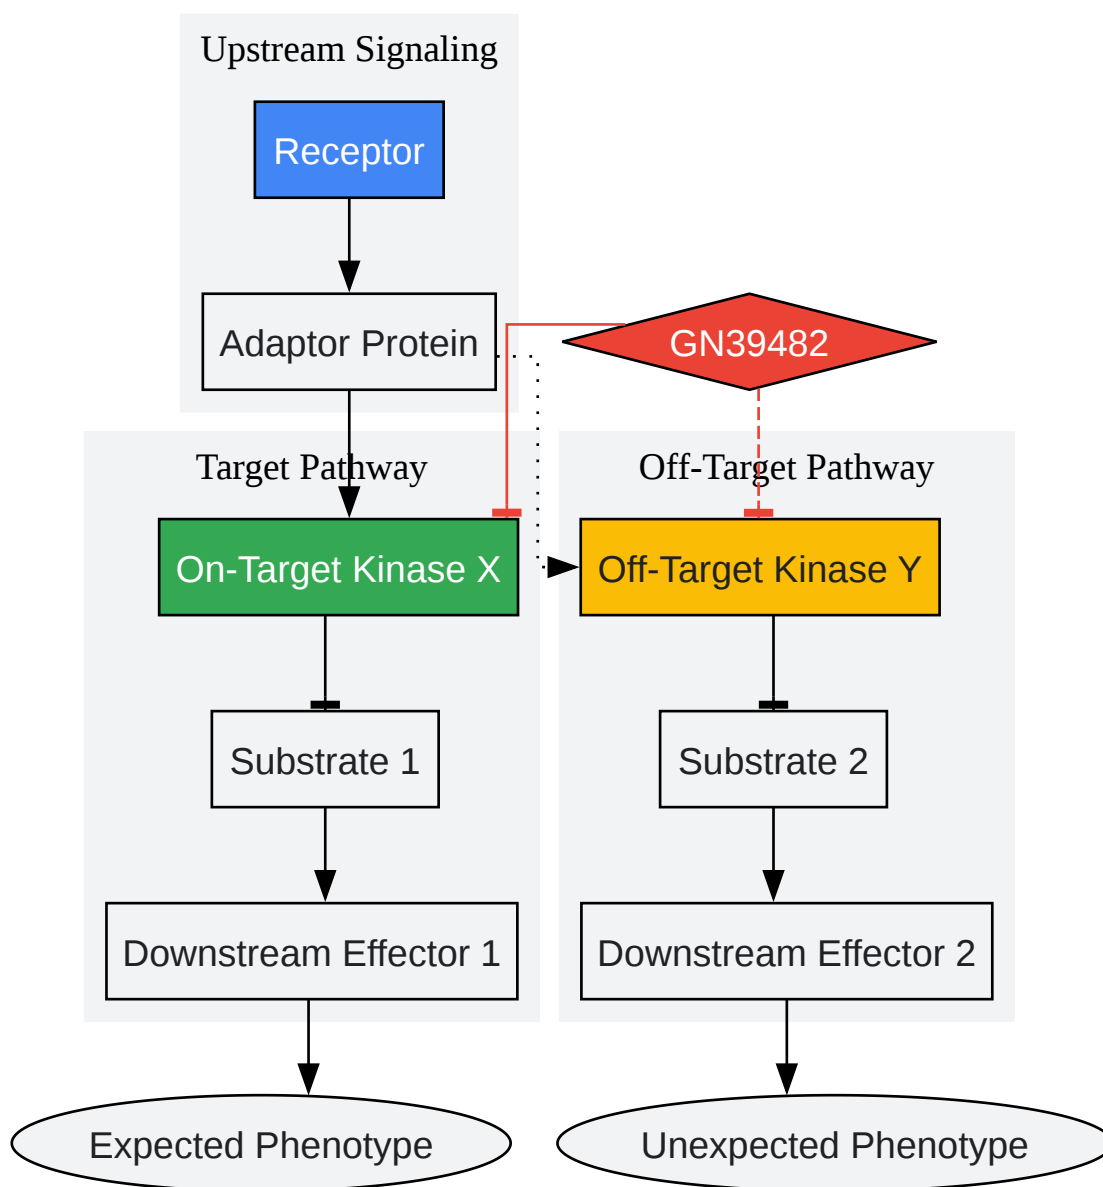 Upstream Signaling
Receptor
Adaptor Protein
GN39482
Target Pathway
Off-Target Pathway
On-Target Kinase X
Off-Target Kinase Y
Substrate 1
Substrate 2
Downstream Effector 1
Downstream Effector 2
Expected Phenotype
Unexpected Phenotype